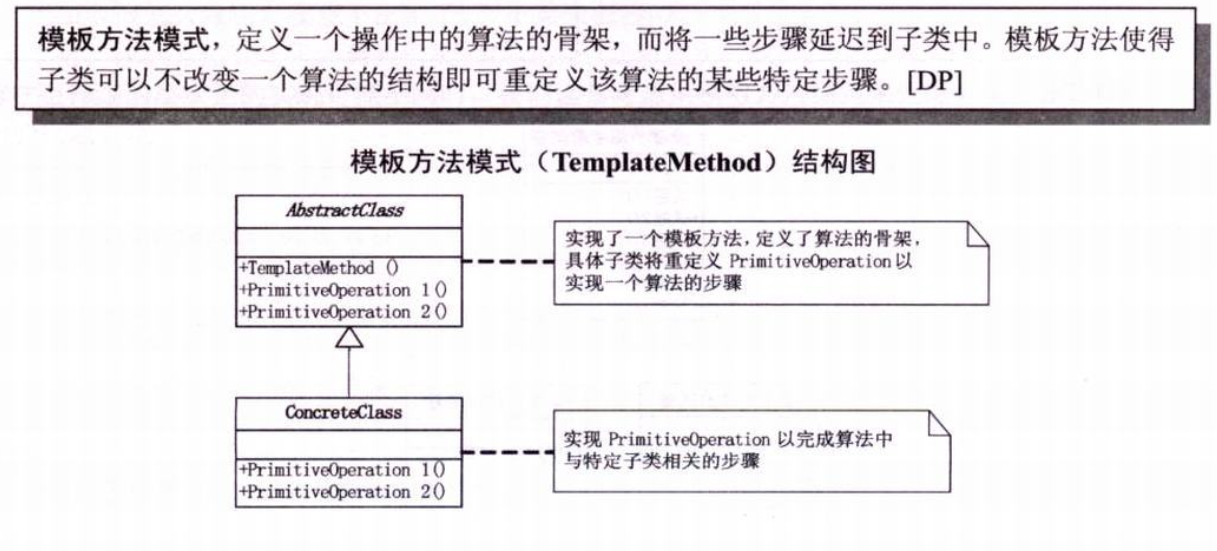 模板方法模式，定义一个操作中的算法的骨架，而将一些步骤延迟到子类中。模板方法使得
子类可以不改变一个算法的结构即可重定义该算法的某些特定步骤。[DP]
模板方法模式（TemplateMethod）结构图
AbstractClass
+TemplateMethod ()
+PrimitiveOperation 1()
+PrimitiveOperation 2()
实现了一个模板方法，定义了算法的骨架，
具体子类将重定义 PrimitiveOperation 以
实现一个算法的步骤
ConcreteClass
+PrimitiveOperation 1()
+PrimitiveOperation 2()
实现 PrimitiveOperation 以完成算法中
与特定子类相关的步骤